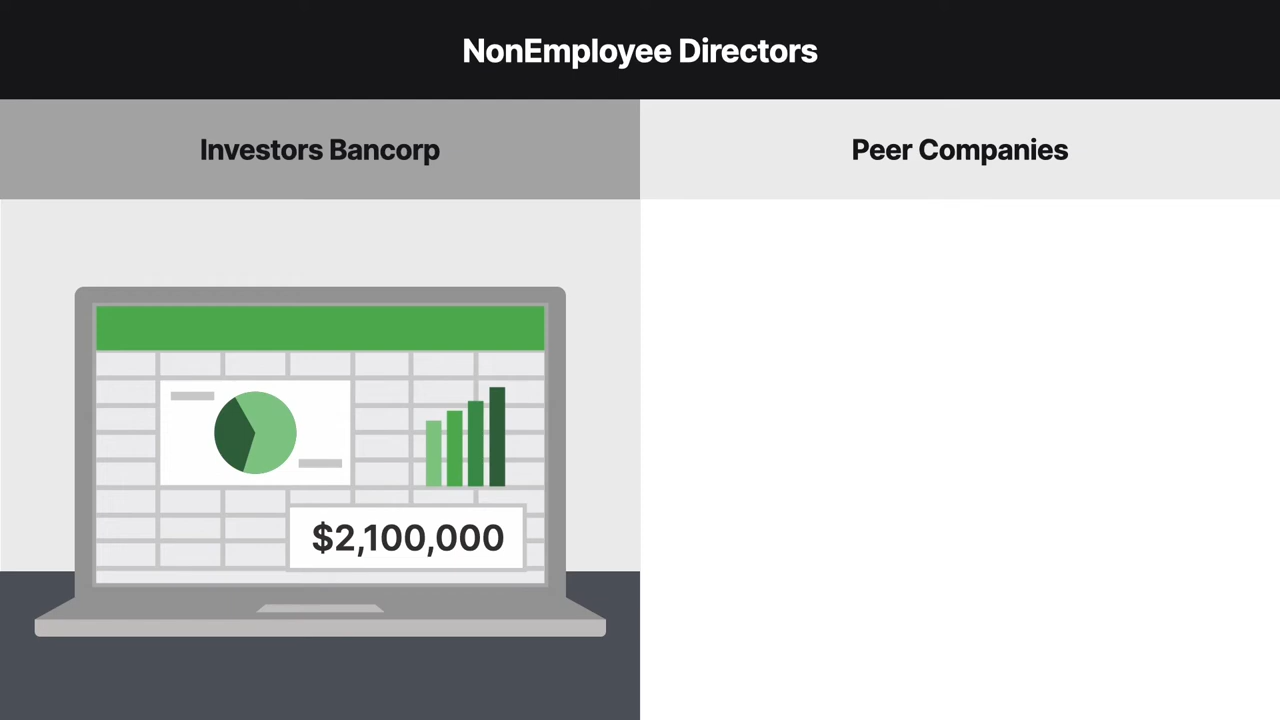 NonEmployee Directors
Investors Bancorp
Peer Companies
$2,100,000